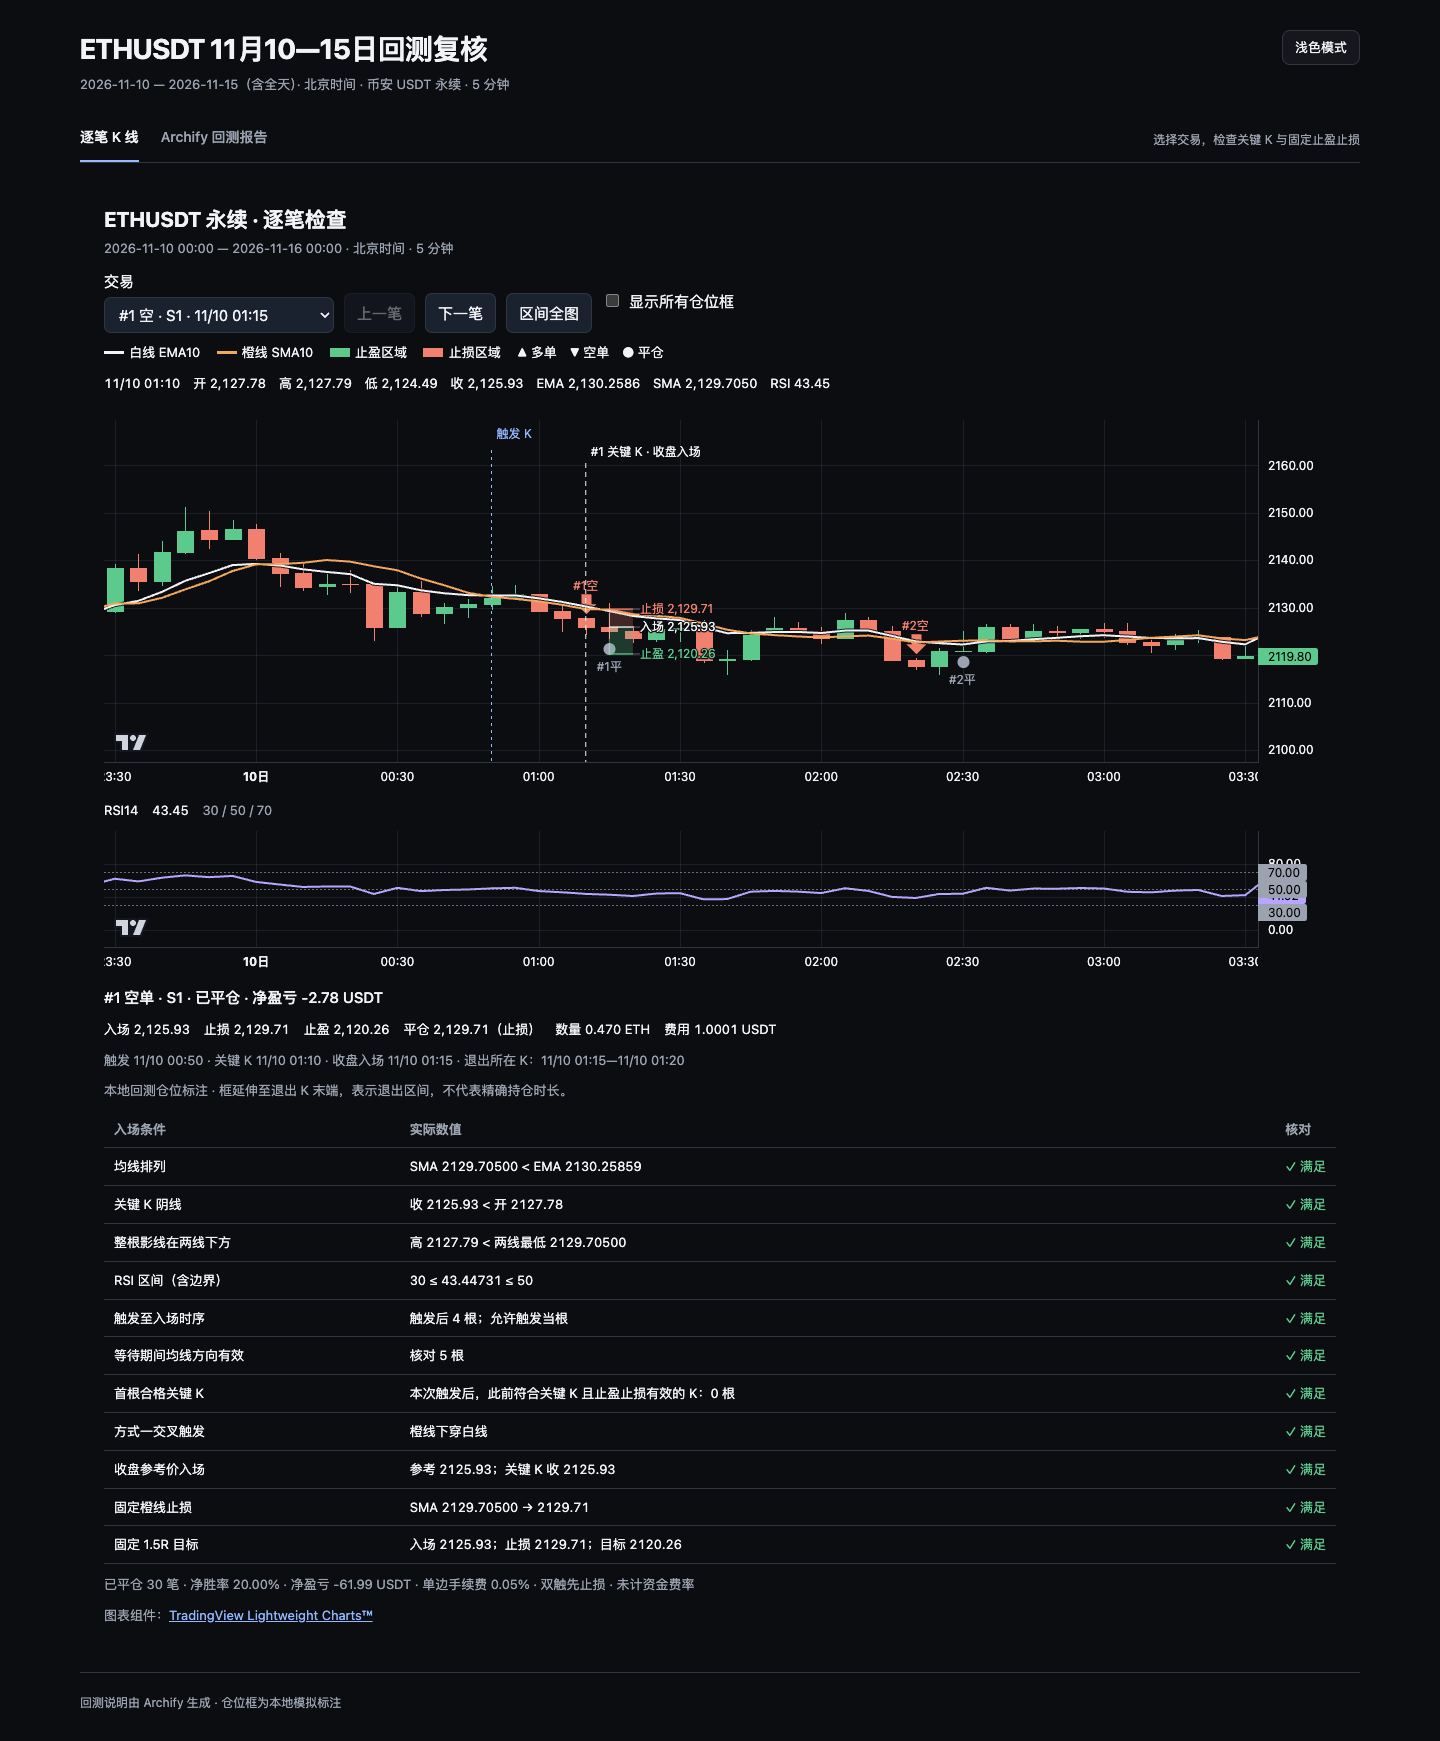 ETHUSDT 11月10—15日回测复核
浅色模式
2026-11-10 — 2026-11-15（含全天）· 北京时间 · 币安 USDT 永续 · 5 分钟
逐笔 K 线 Archify 回测报告
选择交易，检查关键 K 与固定止盈止损
ETHUSDT 永续 · 逐笔检查
2026-11-10 00:00 — 2026-11-16 00:00 · 北京时间 · 5 分钟
交易
#1 空 · S1 · 11/10 01:15 上一笔 下一笔 区间全图 显示所有仓位框
白线 EMA10 橙线 SMA10 止盈区域 止损区域 ▲ 多单 ▼ 空单 ● 平仓
11/10 01:10 开 2,127.78 高 2,127.79 低 2,124.49 收 2,125.93 EMA 2,130.2586 SMA 2,129.7050 RSI 43.45
触发 K
#1 关键 K · 收盘入场
2160.00
2150.00
2140.00
#1空
2130.00
止损 2,129.71
入场 2,125.93
#2空
止盈 2,120.26
2119.80
#1平
#2平
2110.00
2100.00
3:30 10日 00:30 01:00 01:30 02:00 02:30 03:00 03:30
RSI14 43.45 30 / 50 / 70
80.00
70.00
50.00
30.00
0.00
3:30 10日 00:30 01:00 01:30 02:00 02:30 03:00 03:30
#1 空单 · S1 · 已平仓 · 净盈亏 -2.78 USDT
入场 2,125.93 止损 2,129.71 止盈 2,120.26 平仓 2,129.71（止损） 数量 0.470 ETH 费用 1.0001 USDT
触发 11/10 00:50 · 关键 K 11/10 01:10 · 收盘入场 11/10 01:15 · 退出所在 K：11/10 01:15—11/10 01:20
本地回测仓位标注 · 框延伸至退出 K 末端，表示退出区间，不代表精确持仓时长。
入场条件 实际数值 核对
均线排列 SMA 2129.70500 < EMA 2130.25859 ✓ 满足
关键 K 阴线 收 2125.93 < 开 2127.78 ✓ 满足
整根影线在两线下方 高 2127.79 < 两线最低 2129.70500 ✓ 满足
RSI 区间（含边界） 30 ≤ 43.44731 ≤ 50 ✓ 满足
触发至入场时序 触发后 4 根；允许触发当根 ✓ 满足
等待期间均线方向有效 核对 5 根 ✓ 满足
首根合格关键 K 本次触发后，此前符合关键 K 且止盈止损有效的 K：0 根 ✓ 满足
方式一交叉触发 橙线下穿白线 ✓ 满足
收盘参考价入场 参考 2125.93；关键 K 收 2125.93 ✓ 满足
固定橙线止损 SMA 2129.70500 → 2129.71 ✓ 满足
固定 1.5R 目标 入场 2125.93；止损 2129.71；目标 2120.26 ✓ 满足
已平仓 30 笔 · 净胜率 20.00% · 净盈亏 -61.99 USDT · 单边手续费 0.05% · 双触先止损 · 未计资金费率
图表组件：TradingView Lightweight Charts™
回测说明由 Archify 生成 · 仓位框为本地模拟标注